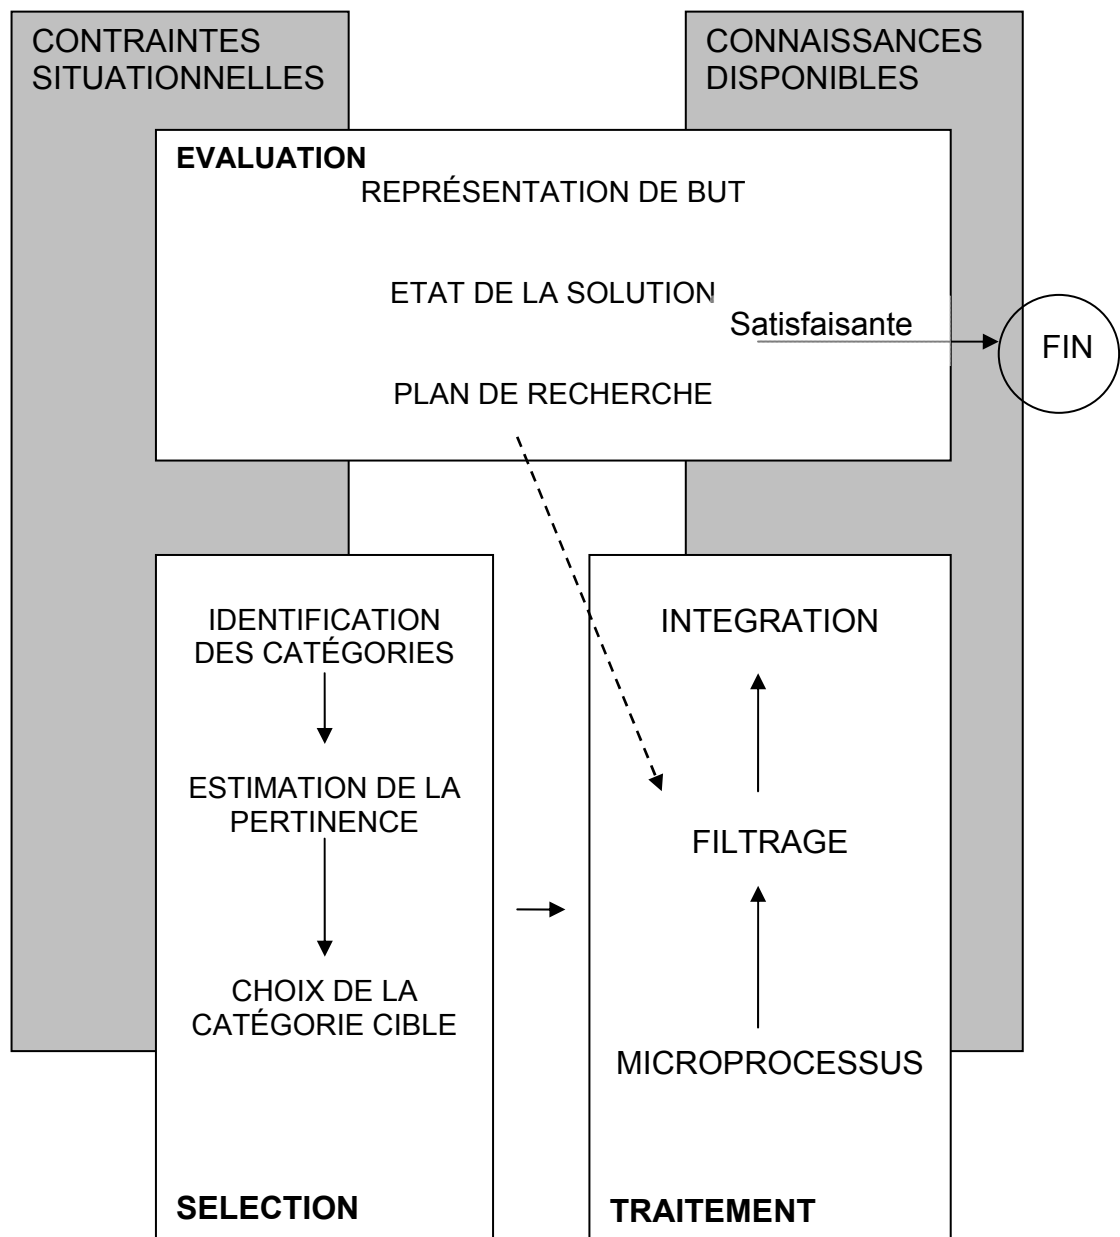 CONTRAINTES
SITUATIONNELLES
CONNAISSANCES
DISPONIBLES
EVALUATION
REPRÉSENTATION DE BUT
ETAT DE LA SOLUTION
Satisfaisante
FIN
PLAN DE RECHERCHE
IDENTIFICATION
DES CATÉGORIES
ESTIMATION DE LA
PERTINENCE
CHOIX DE LA
CATÉGORIE CIBLE
SELECTION
INTEGRATION
FILTRAGE
MICROPROCESSUS
TRAITEMENT